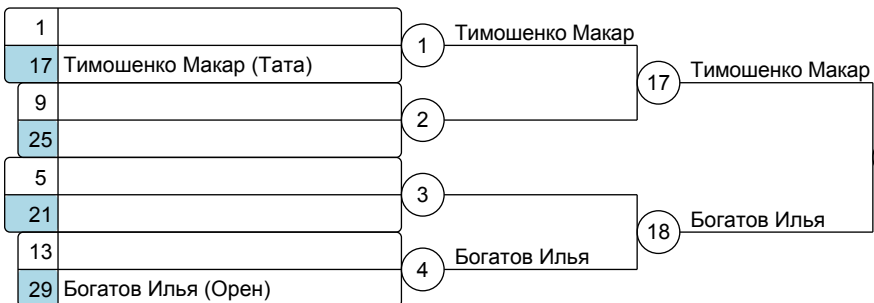 1
1 Тимошенко Макар
17 Тимошенко Макар (Тата)
17 Тимошенко Макар
9
2
25
5
3
21
18 Богатов Илья
13
4 Богатов Илья
29 Богатов Илья (Орен)